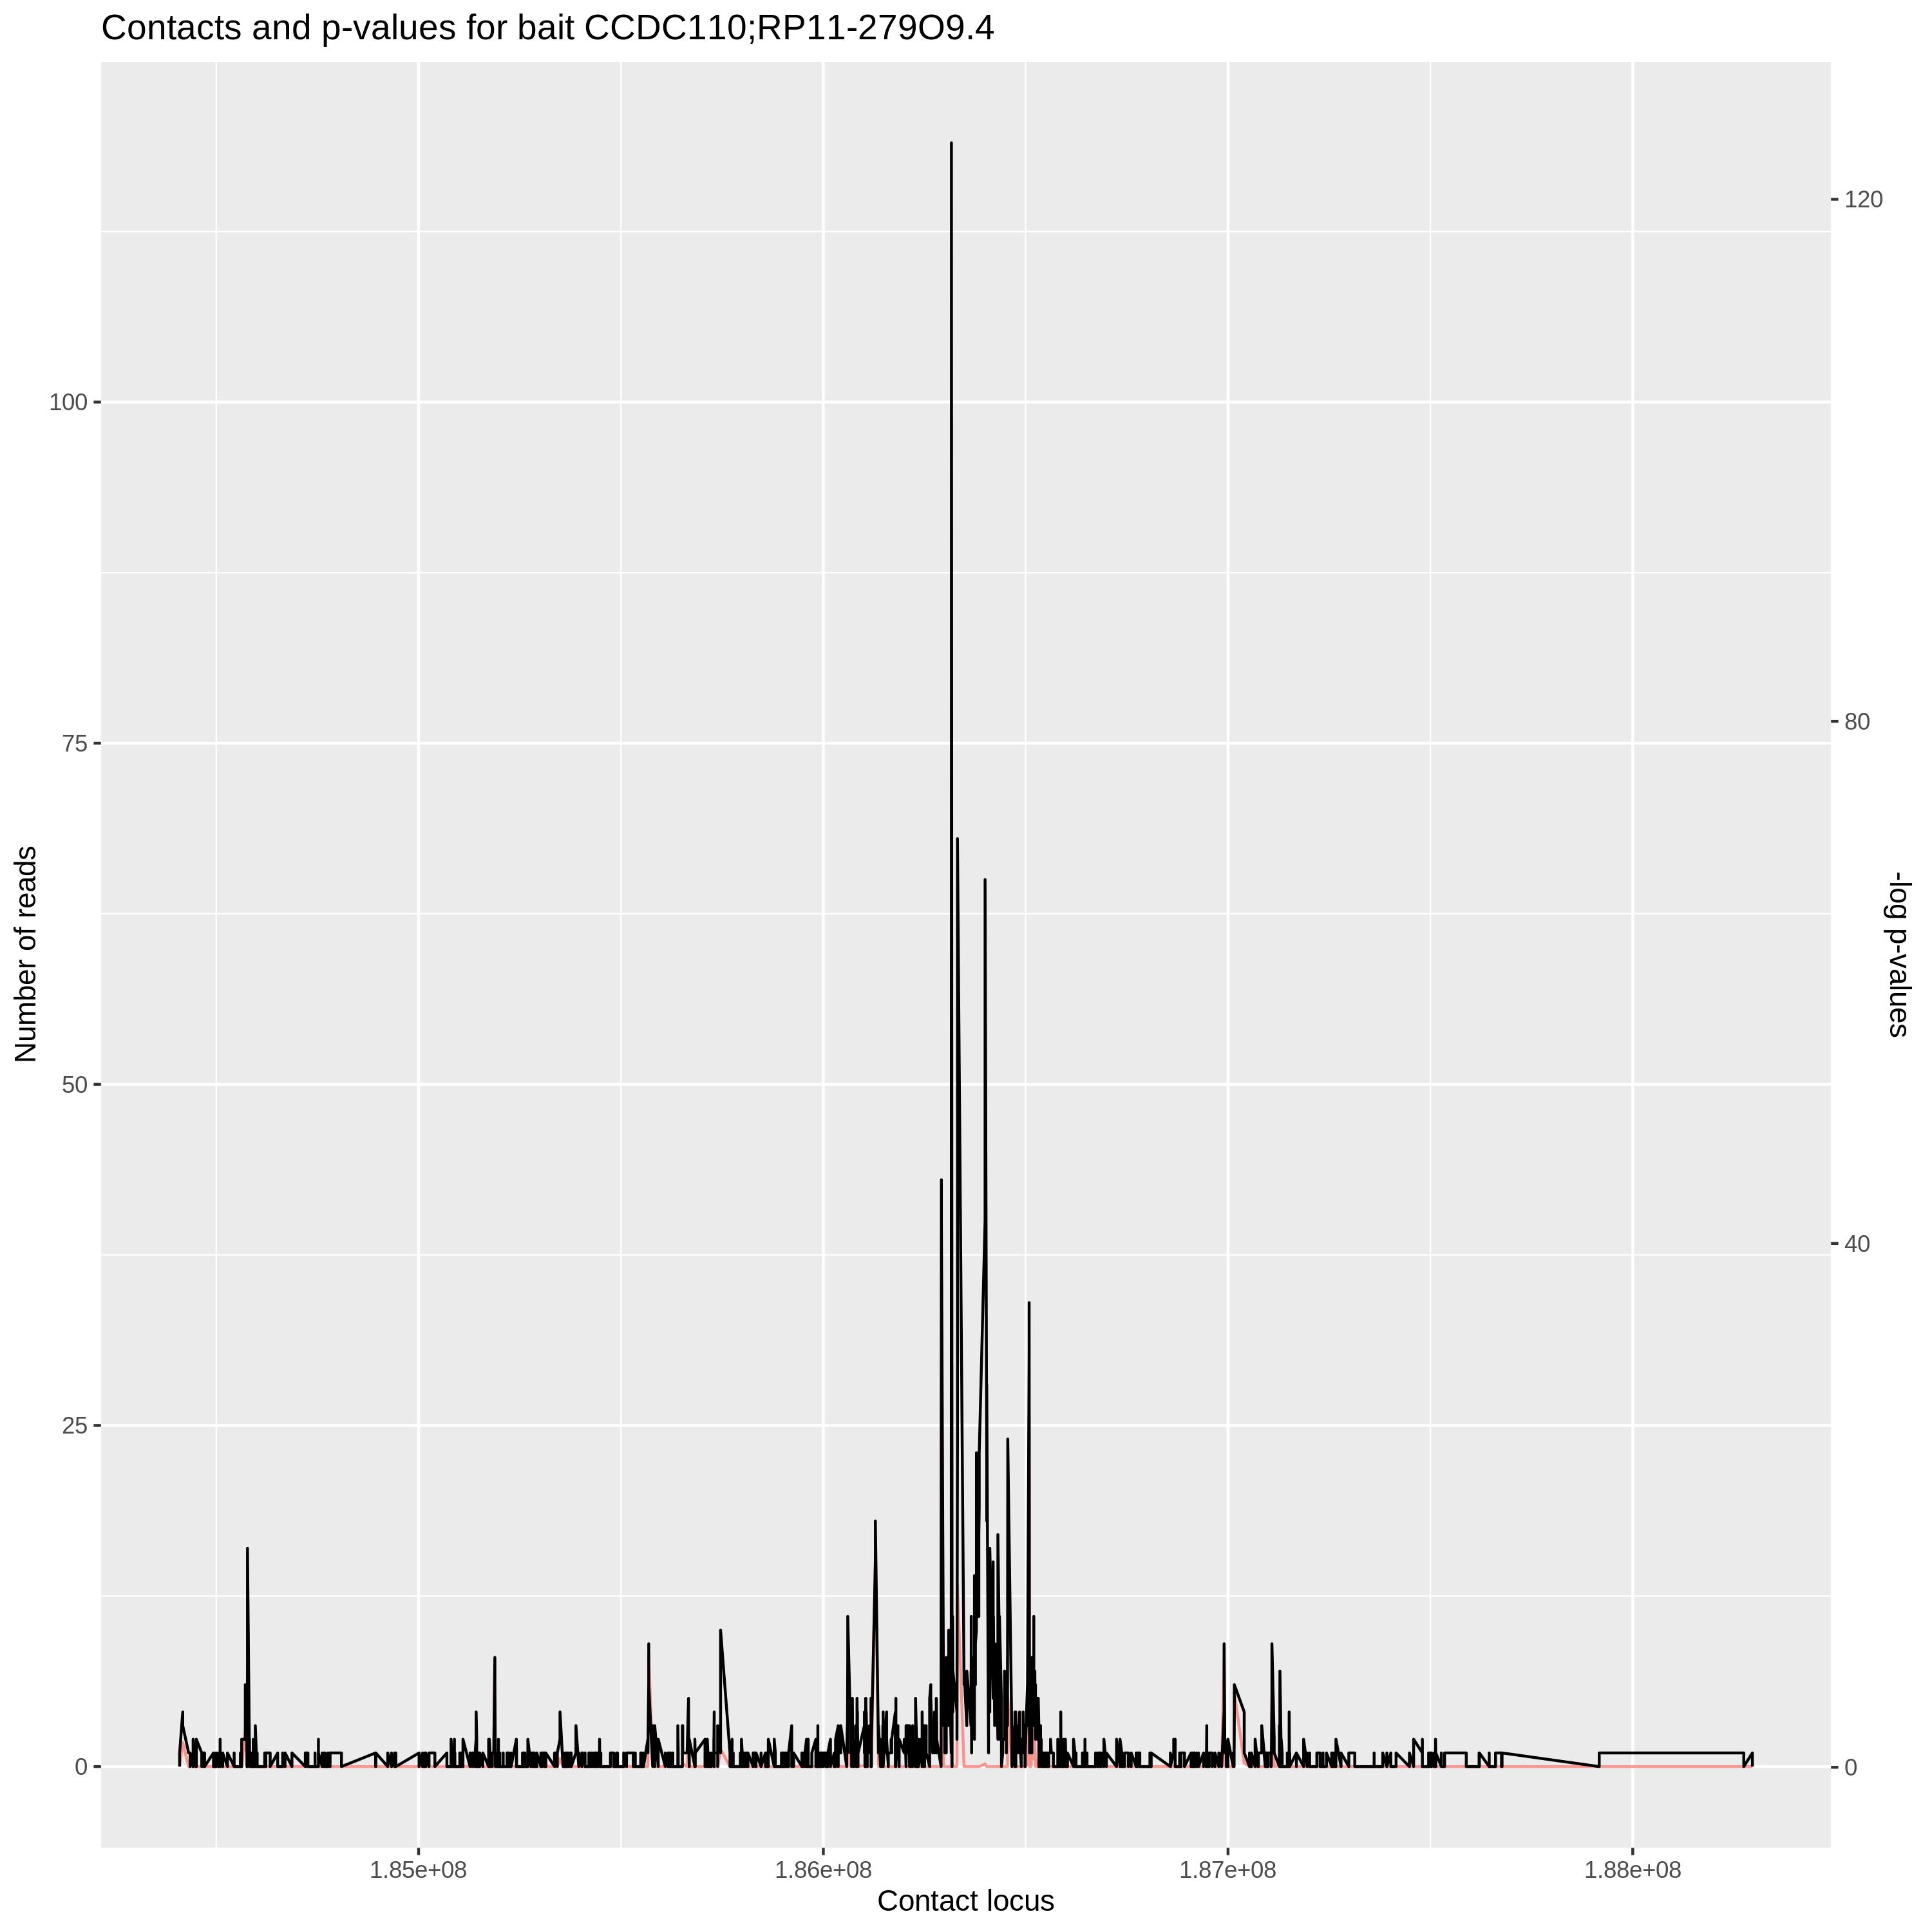 Contacts and p-values for bait CCDC110;RP11-279O9.4
Number of reads
100
75
50
25
0
120
80
40
0
-log p-values
1.85e+08 1.86e+08 1.87e+08 1.88e+08
Contact locus